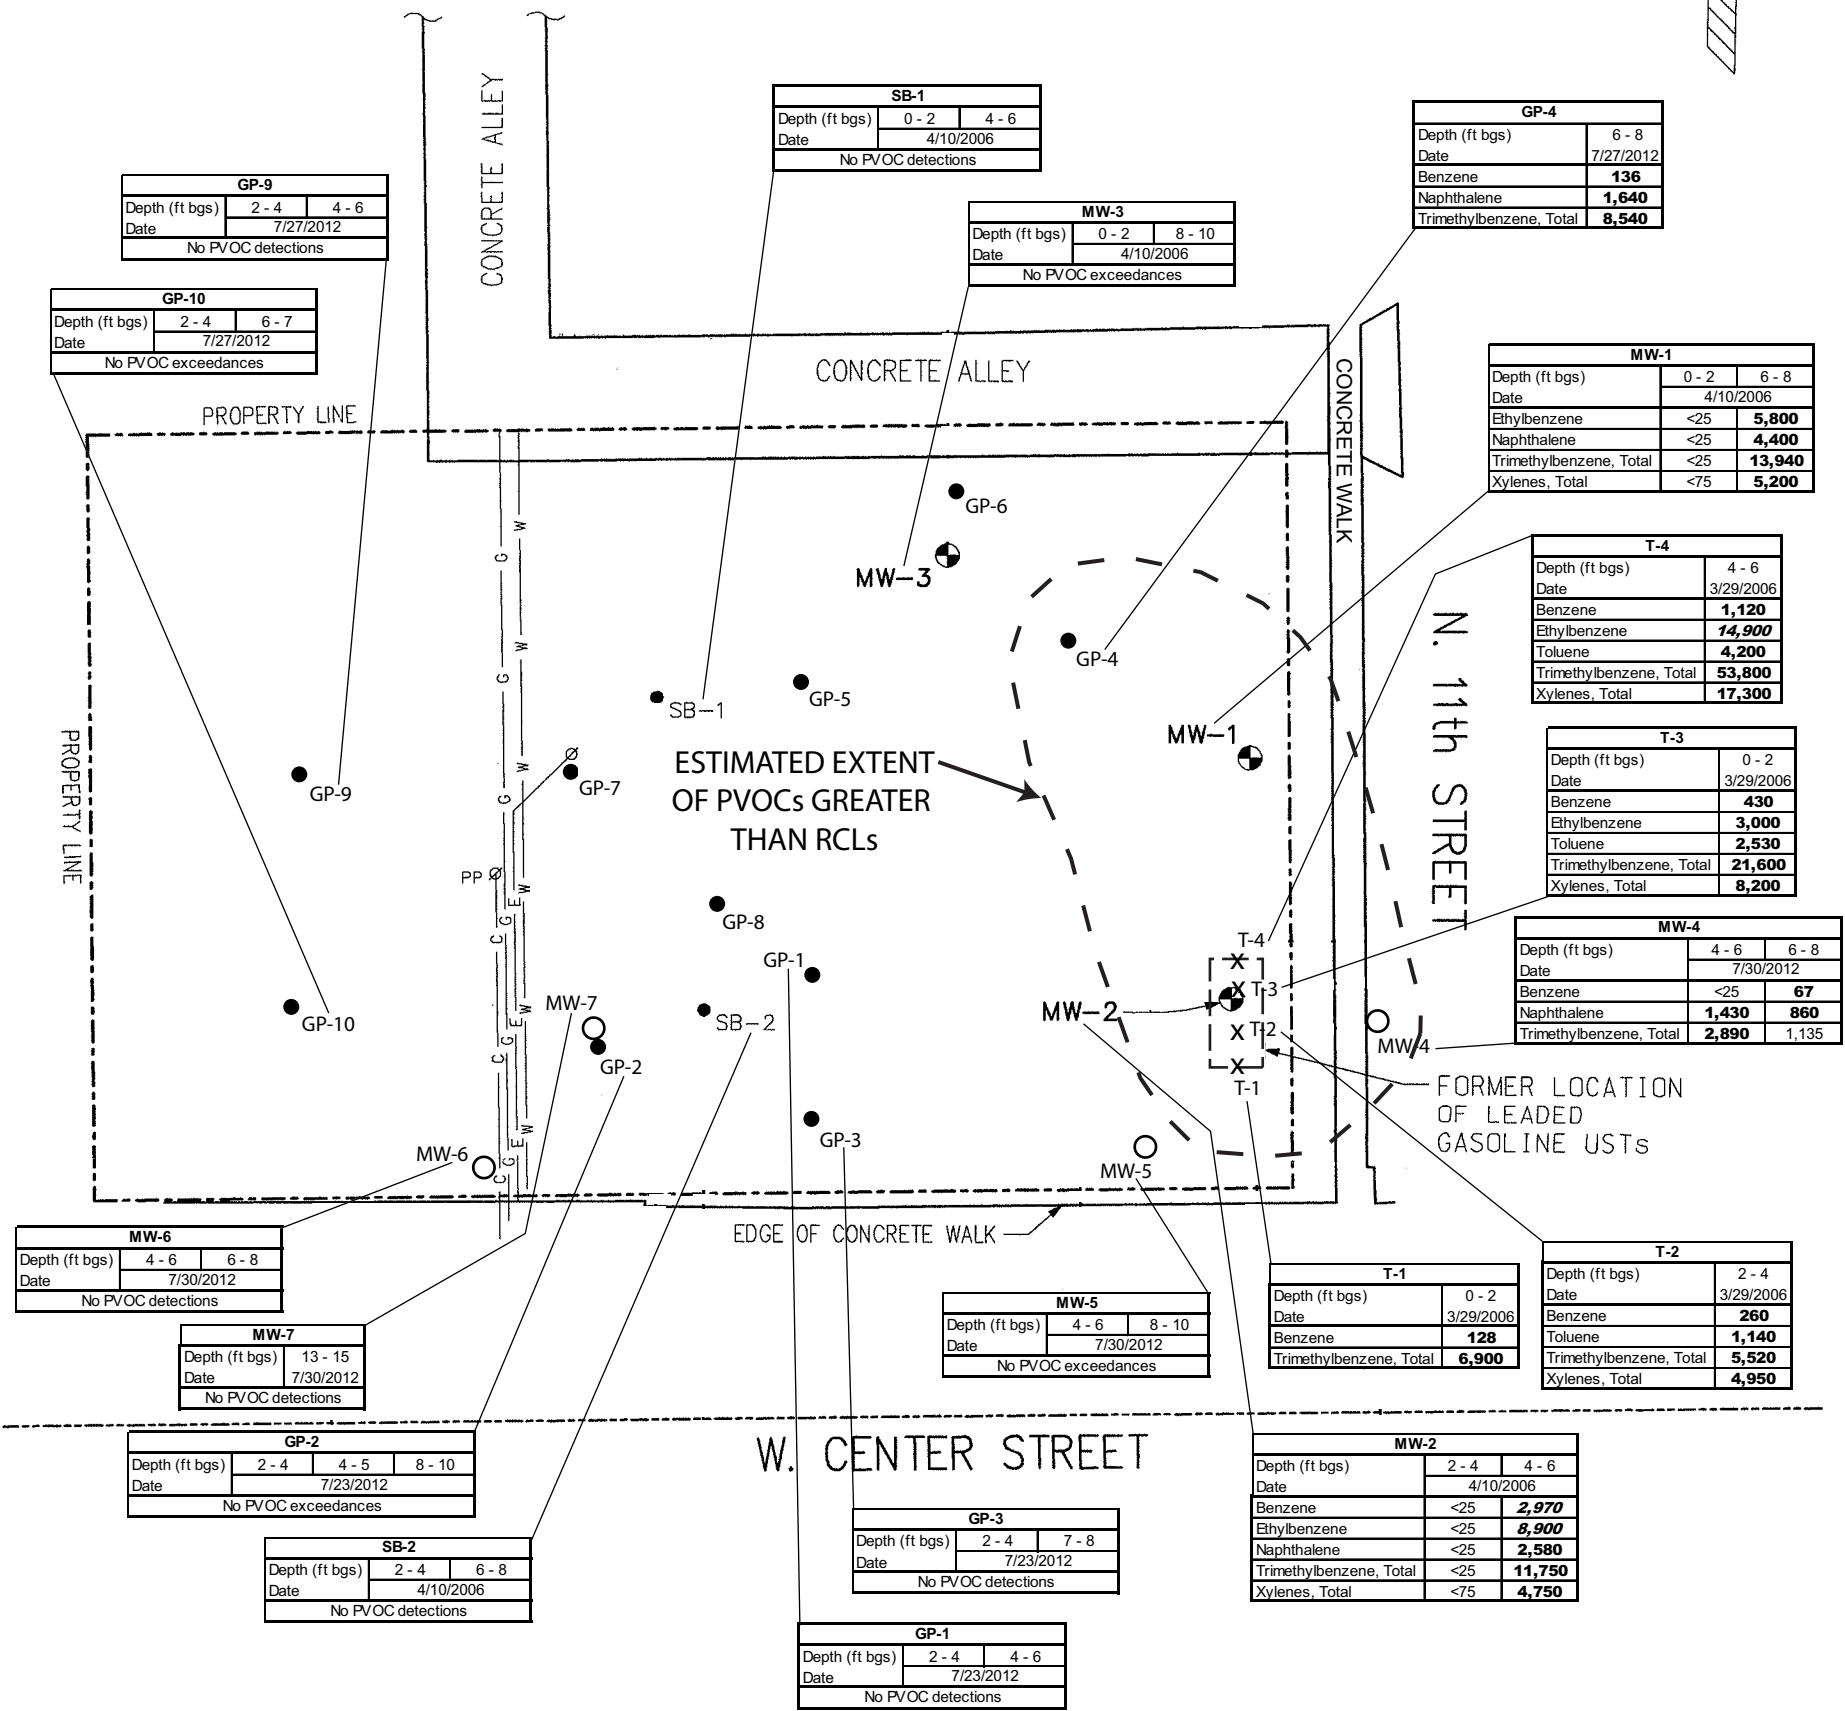 CONCRETE ALLEY
SB-1
Depth (ft bgs) 0 - 2 4 - 6
Date 4/10/2006
No PVOC detections
GP-4
Depth (ft bgs) 6 - 8
Date 7/27/2012
Benzene 136
Naphthalene 1,640
Trimethylbenzene, Total 8,540
GP-9
Depth (ft bgs) 2 - 4 4 - 6
Date 7/27/2012
No PVOC detections
MW-3
Depth (ft bgs) 0 - 2 8 - 10
Date 4/10/2006
No PVOC exceedances
GP-10
Depth (ft bgs) 2 - 4 6 - 7
Date 7/27/2012
No PVOC exceedances
CONCRETE ALLEY
CONCRETE WALK
MW-1
Depth (ft bgs) 0 - 2 6 - 8
Date 4/10/2006
Ethylbenzene <25 5,800
Naphthalene <25 4,400
Trimethylbenzene, Total <25 13,940
Xylenes, Total <75 5,200
PROPERTY LINE
GP-6
MW-3
G W
G W
G W
T-4
Depth (ft bgs) 4 - 6
Date 3/29/2006
Benzene 1,120
Ethylbenzene 14,900
Toluene 4,200
Trimethylbenzene, Total 53,800
Xylenes, Total 17,300
N. 11th STREET
GP-4
GP-5
SB-1
MW-1
PROPERTY LINE
ESTIMATED EXTENT
OF PVOCs GREATER
THAN RCLs
GP-9
GP-7
T-3
Depth (ft bgs) 0 - 2
Date 3/29/2006
Benzene 430
Ethylbenzene 3,000
Toluene 2,530
Trimethylbenzene, Total 21,600
Xylenes, Total 8,200
PP
C G E W
GP-8
GP-1
T-4
T-3
MW-4
Depth (ft bgs) 4 - 6 6 - 8
Date 7/30/2012
Benzene <25 67
Naphthalene 1,430 860
Trimethylbenzene, Total 2,890 1,135
MW-7
GP-10
SB-2
MW-2
T-2
MW-4
C G E W
GP-2
T-1
FORMER LOCATION
OF LEADED
GASOLINE USTs
GP-3
MW-6
MW-5
C G E W
EDGE OF CONCRETE WALK
MW-6
Depth (ft bgs) 4 - 6 6 - 8
Date 7/30/2012
No PVOC detections
T-2
Depth (ft bgs) 2 - 4
Date 3/29/2006
Benzene 260
Toluene 1,140
Trimethylbenzene, Total 5,520
Xylenes, Total 4,950
T-1
Depth (ft bgs) 0 - 2
Date 3/29/2006
Benzene 128
Trimethylbenzene, Total 6,900
MW-5
Depth (ft bgs) 4 - 6 8 - 10
Date 7/30/2012
No PVOC exceedances
MW-7
Depth (ft bgs) 13 - 15
Date 7/30/2012
No PVOC detections
W. CENTER STREET
GP-2
Depth (ft bgs) 2 - 4 4 - 5 8 - 10
Date 7/23/2012
No PVOC exceedances
MW-2
Depth (ft bgs) 2 - 4 4 - 6
Date 4/10/2006
Benzene <25 2,970
Ethylbenzene <25 8,900
Naphthalene <25 2,580
Trimethylbenzene, Total <25 11,750
Xylenes, Total <75 4,750
GP-3
Depth (ft bgs) 2 - 4 7 - 8
Date 7/23/2012
No PVOC detections
SB-2
Depth (ft bgs) 2 - 4 6 - 8
Date 4/10/2006
No PVOC detections
GP-1
Depth (ft bgs) 2 - 4 4 - 6
Date 7/23/2012
No PVOC detections